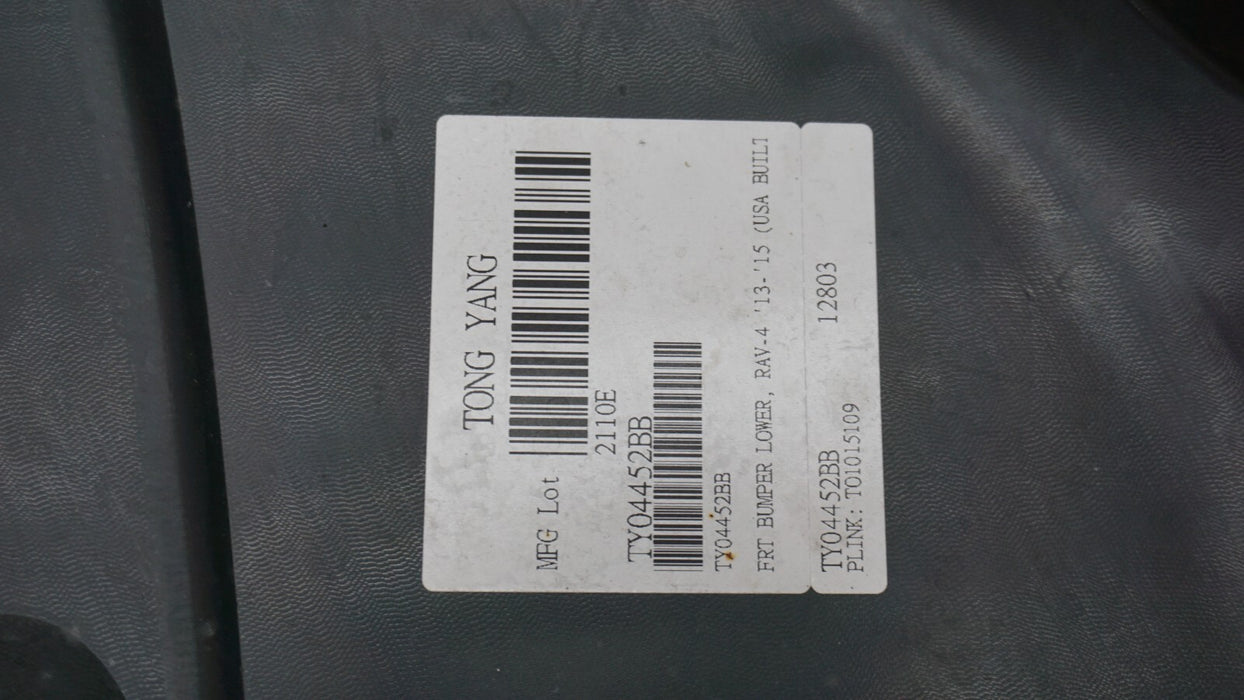 TONG YANG
MFG Lot
2110E
TY04452BB
TY04452BB
FRT BUMPER LOWER, RAV-4 '13-'15 (USA BUILT
TY04452BB 12803
PLINK: TO1015109